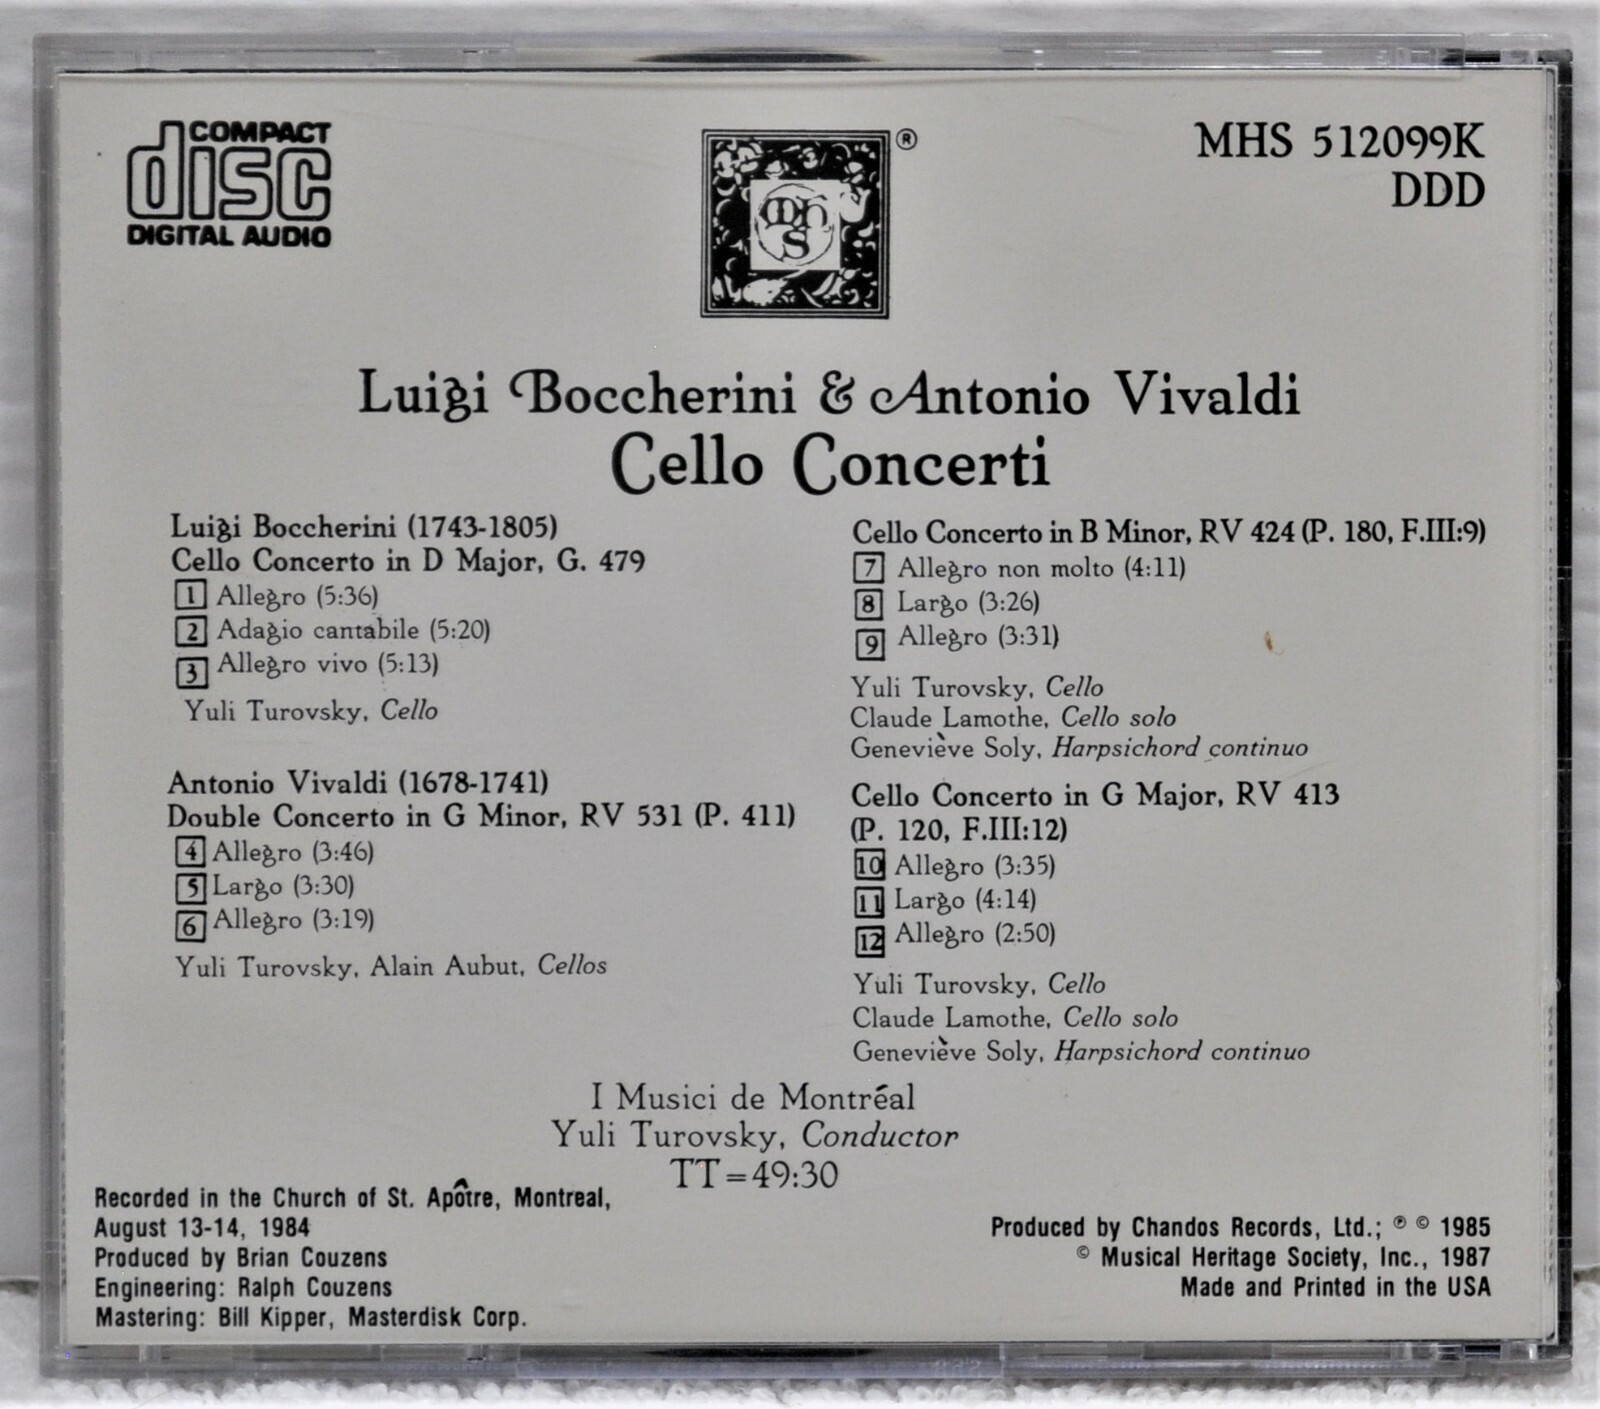 COMPACT
disc
DIGITAL AUDIO
mhs
®
MHS 512099K
DDD
Luigi Boccherini & Antonio Vivaldi
Cello Concerti
Luigi Boccherini (1743-1805)
Cello Concerto in D Major, G. 479
1 Allegro (5:36)
2 Adagio cantabile (5:20)
3 Allegro vivo (5:13)
Yuli Turovsky, Cello
Antonio Vivaldi (1678-1741)
Double Concerto in G Minor, RV 531 (P. 411)
4 Allegro (3:46)
5 Largo (3:30)
6 Allegro (3:19)
Yuli Turovsky, Alain Aubut, Cellos
Cello Concerto in B Minor, RV 424 (P. 180, F.III:9)
7 Allegro non molto (4:11)
8 Largo (3:26)
9 Allegro (3:31)
Yuli Turovsky, Cello
Claude Lamothe, Cello solo
Geneviève Soly, Harpsichord continuo
Cello Concerto in G Major, RV 413
(P. 120, F.III:12)
10 Allegro (3:35)
11 Largo (4:14)
12 Allegro (2:50)
Yuli Turovsky, Cello
Claude Lamothe, Cello solo
Geneviève Soly, Harpsichord continuo
I Musici de Montréal
Yuli Turovsky, Conductor
TT=49:30
Recorded in the Church of St. Apôtre, Montreal,
August 13-14, 1984
Produced by Brian Couzens
Engineering: Ralph Couzens
Mastering: Bill Kipper, Masterdisk Corp.
Produced by Chandos Records, Ltd.; ℗ © 1985
© Musical Heritage Society, Inc., 1987
Made and Printed in the USA